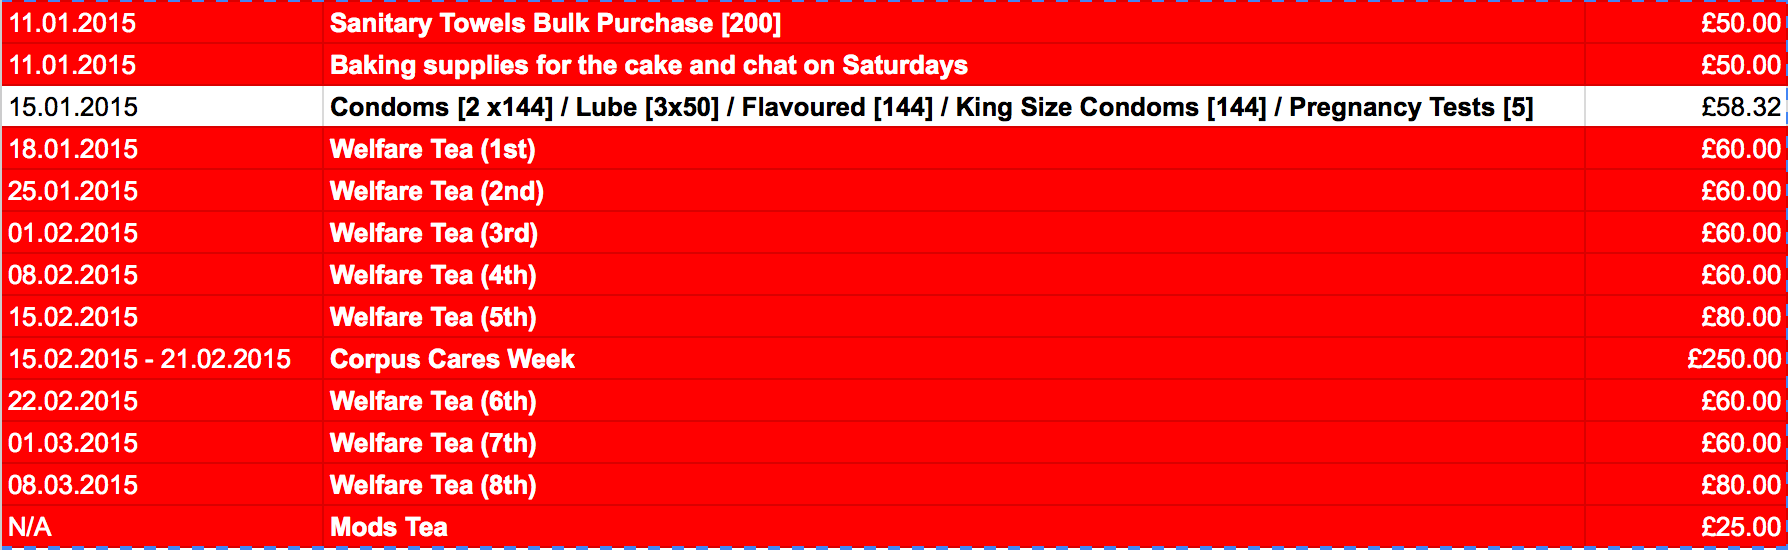 11.01.2015 Sanitary Towels Bulk Purchase [200] £50.00
11.01.2015 Baking supplies for the cake and chat on Saturdays £50.00
15.01.2015 Condoms [2 x144] / Lube [3x50] / Flavoured [144] / King Size Condoms [144] / Pregnancy Tests [5] £58.32
18.01.2015 Welfare Tea (1st) £60.00
25.01.2015 Welfare Tea (2nd) £60.00
01.02.2015 Welfare Tea (3rd) £60.00
08.02.2015 Welfare Tea (4th) £60.00
15.02.2015 Welfare Tea (5th) £80.00
15.02.2015 - 21.02.2015 Corpus Cares Week £250.00
22.02.2015 Welfare Tea (6th) £60.00
01.03.2015 Welfare Tea (7th) £60.00
08.03.2015 Welfare Tea (8th) £80.00
N/A Mods Tea £25.00